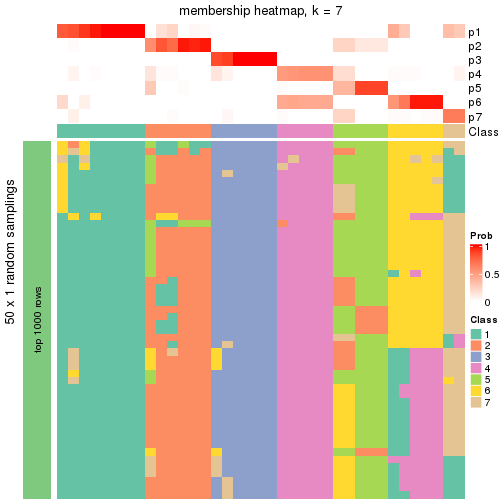 membership heatmap, k = 7
p1
p2
p3
p4
p5
p6
p7
Class
50 x 1 random samplings
top 1000 rows
Prob
1
0.5
0
Class
1
2
3
4
5
6
7